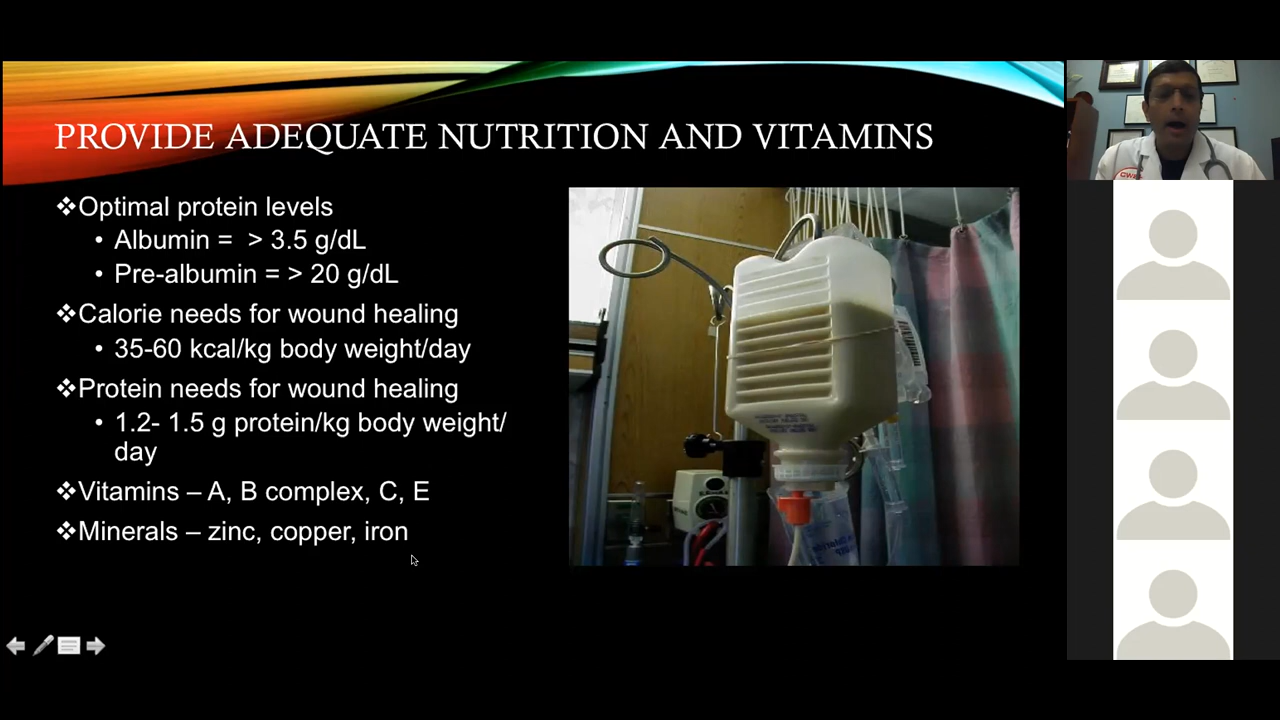 PROVIDE ADEQUATE NUTRITION AND VITAMINS
❖Optimal protein levels
• Albumin = > 3.5 g/dL
• Pre-albumin = > 20 g/dL
❖Calorie needs for wound healing
• 35-60 kcal/kg body weight/day
❖Protein needs for wound healing
• 1.2- 1.5 g protein/kg body weight/
day
❖Vitamins – A, B complex, C, E
❖Minerals – zinc, copper, iron